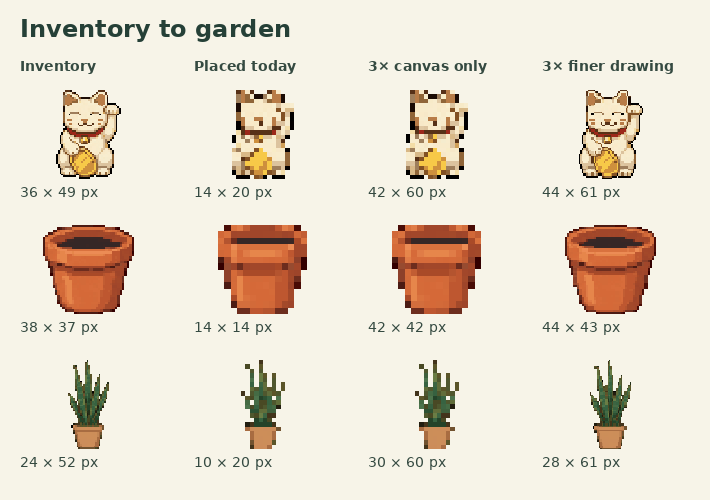 Inventory to garden
Inventory Placed today 3× canvas only 3× finer drawing
36 × 49 px 14 × 20 px 42 × 60 px 44 × 61 px
38 × 37 px 14 × 14 px 42 × 42 px 44 × 43 px
24 × 52 px 10 × 20 px 30 × 60 px 28 × 61 px